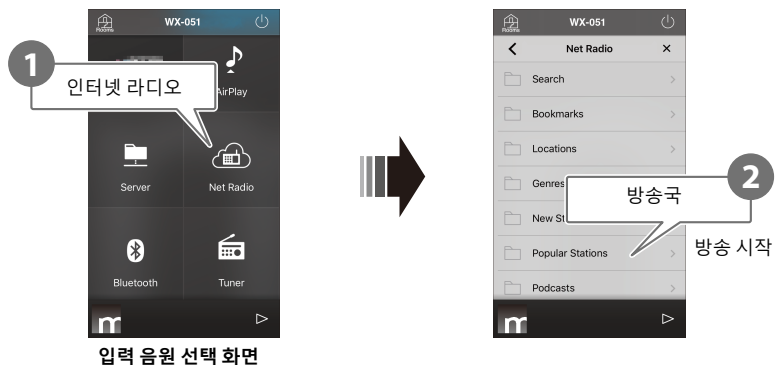 Rooms
WX-051
1
인터넷 라디오
AirPlay
Server
Net Radio
Bluetooth
Tuner
m
입력 음원 선택 화면
Rooms
WX-051
Net Radio
Search
Bookmarks
Locations
Genres
2
방송국
New St
Popular Stations
방송 시작
Podcasts
m